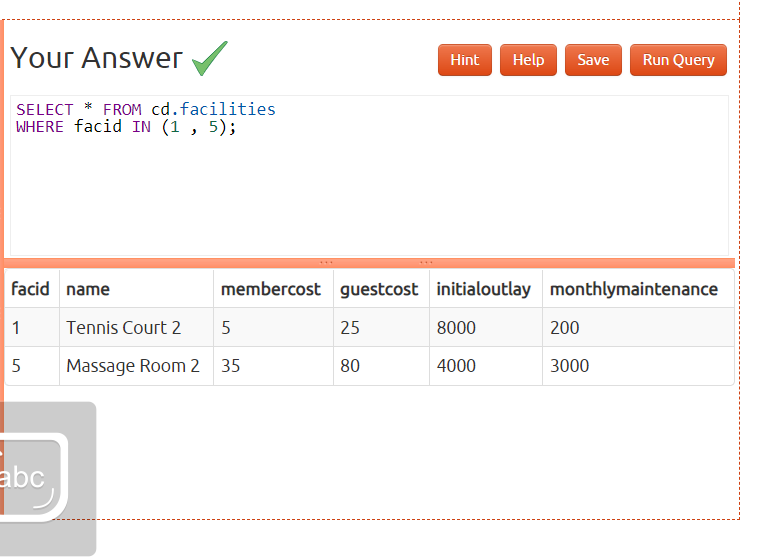 Your Answer
Hint Help Save Run Query
SELECT * FROM cd.facilities
WHERE facid IN (1 , 5);
facid name membercost guestcost initialoutlay monthlymaintenance
1 Tennis Court 2 5 25 8000 200
5 Massage Room 2 35 80 4000 3000
abc